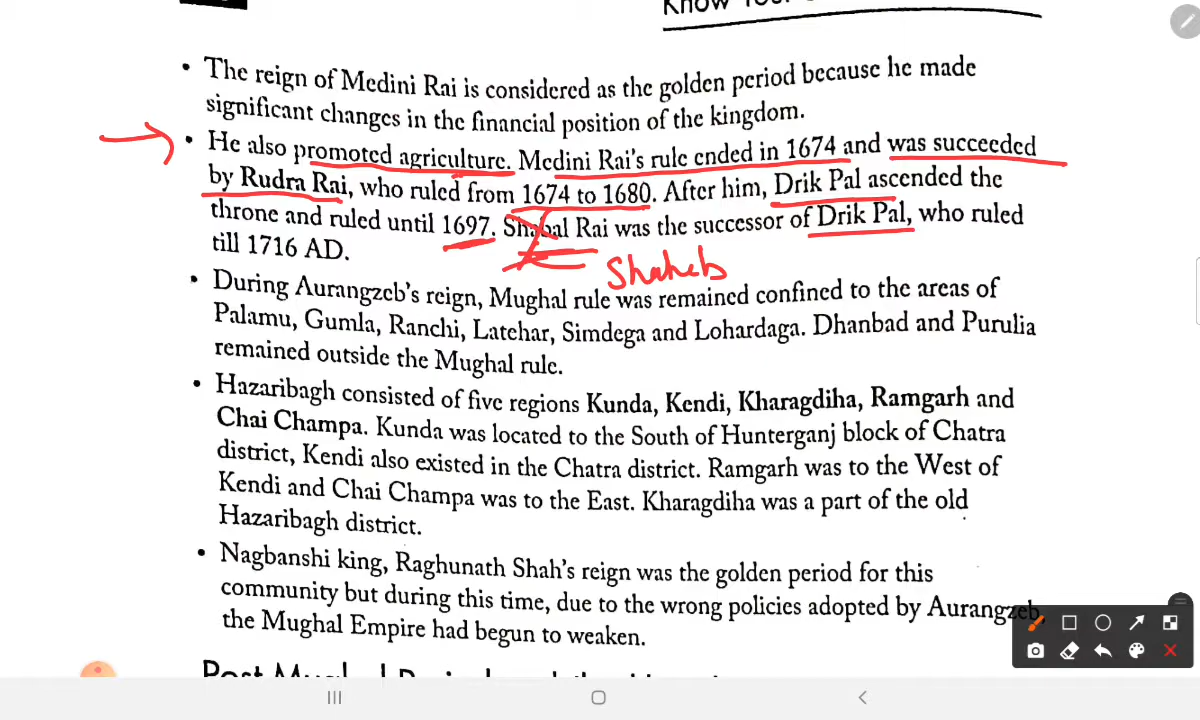 Know Your
• The reign of Medini Rai is considered as the golden period because he made
significant changes in the financial position of the kingdom.
• He also promoted agriculture. Medini Rai's rule ended in 1674 and was succeeded
by Rudra Rai, who ruled from 1674 to 1680. After him, Drik Pal ascended the
throne and ruled until 1697. Shabal Rai was the successor of Drik Pal, who ruled
till 1716 AD.
Shaheb
• During Aurangzeb's reign, Mughal rule was remained confined to the areas of
Palamu, Gumla, Ranchi, Latehar, Simdega and Lohardaga. Dhanbad and Purulia
remained outside the Mughal rule.
• Hazaribagh consisted of five regions Kunda, Kendi, Kharagdiha, Ramgarh and
Chai Champa. Kunda was located to the South of Hunterganj block of Chatra
district, Kendi also existed in the Chatra district. Ramgarh was to the West of
Kendi and Chai Champa was to the East. Kharagdiha was a part of the old
Hazaribagh district.
• Nagbanshi king, Raghunath Shah's reign was the golden period for this
community but during this time, due to the wrong policies adopted by Aurangzeb,
the Mughal Empire had begun to weaken.